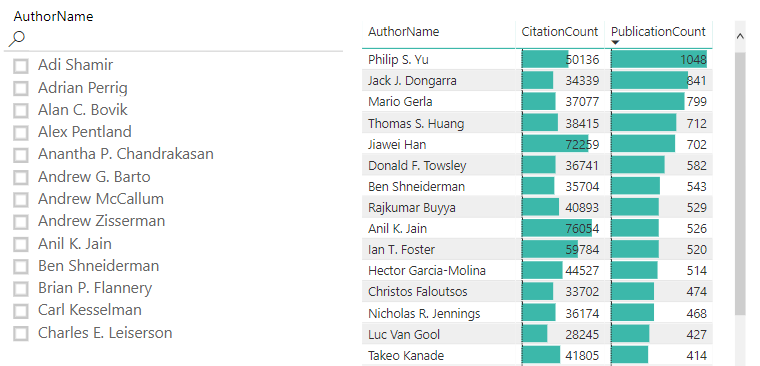 AuthorName
Adi Shamir
Adrian Perrig
Alan C. Bovik
Alex Pentland
Anantha P. Chandrakasan
Andrew G. Barto
Andrew McCallum
Andrew Zisserman
Anil K. Jain
Ben Shneiderman
Brian P. Flannery
Carl Kesselman
Charles E. Leiserson
AuthorName CitationCount PublicationCount
Philip S. Yu 50136 1048
Jack J. Dongarra 34339 841
Mario Gerla 37077 799
Thomas S. Huang 38415 712
Jiawei Han 72259 702
Donald F. Towsley 36741 582
Ben Shneiderman 35704 543
Rajkumar Buyya 40893 529
Anil K. Jain 76054 526
Ian T. Foster 59784 520
Hector Garcia-Molina 44527 514
Christos Faloutsos 33702 474
Nicholas R. Jennings 36174 468
Luc Van Gool 28245 427
Takeo Kanade 41805 414